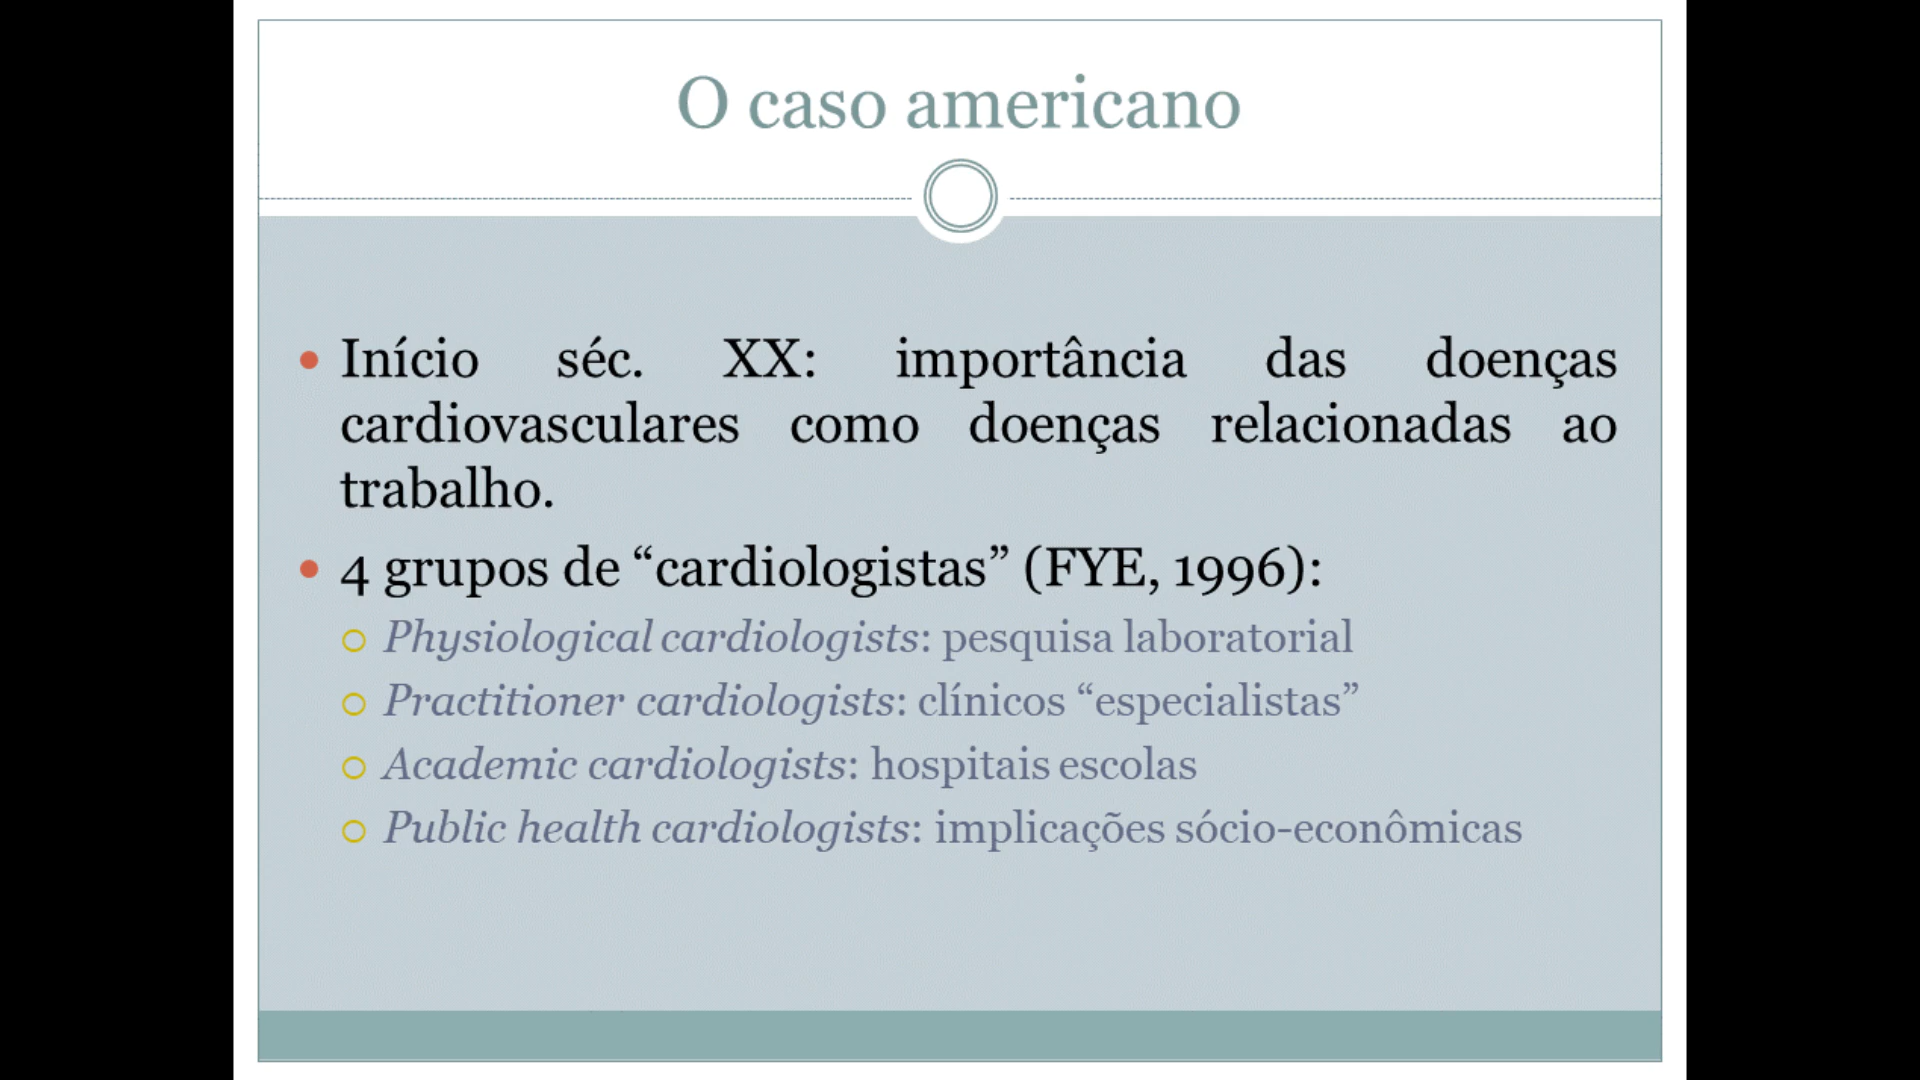 O caso americano
Início séc. XX: importância das doenças
cardiovasculares como doenças relacionadas ao
trabalho.
4 grupos de “cardiologistas” (FYE, 1996):
Physiological cardiologists: pesquisa laboratorial
Practitioner cardiologists: clínicos “especialistas”
Academic cardiologists: hospitais escolas
Public health cardiologists: implicações sócio-econômicas